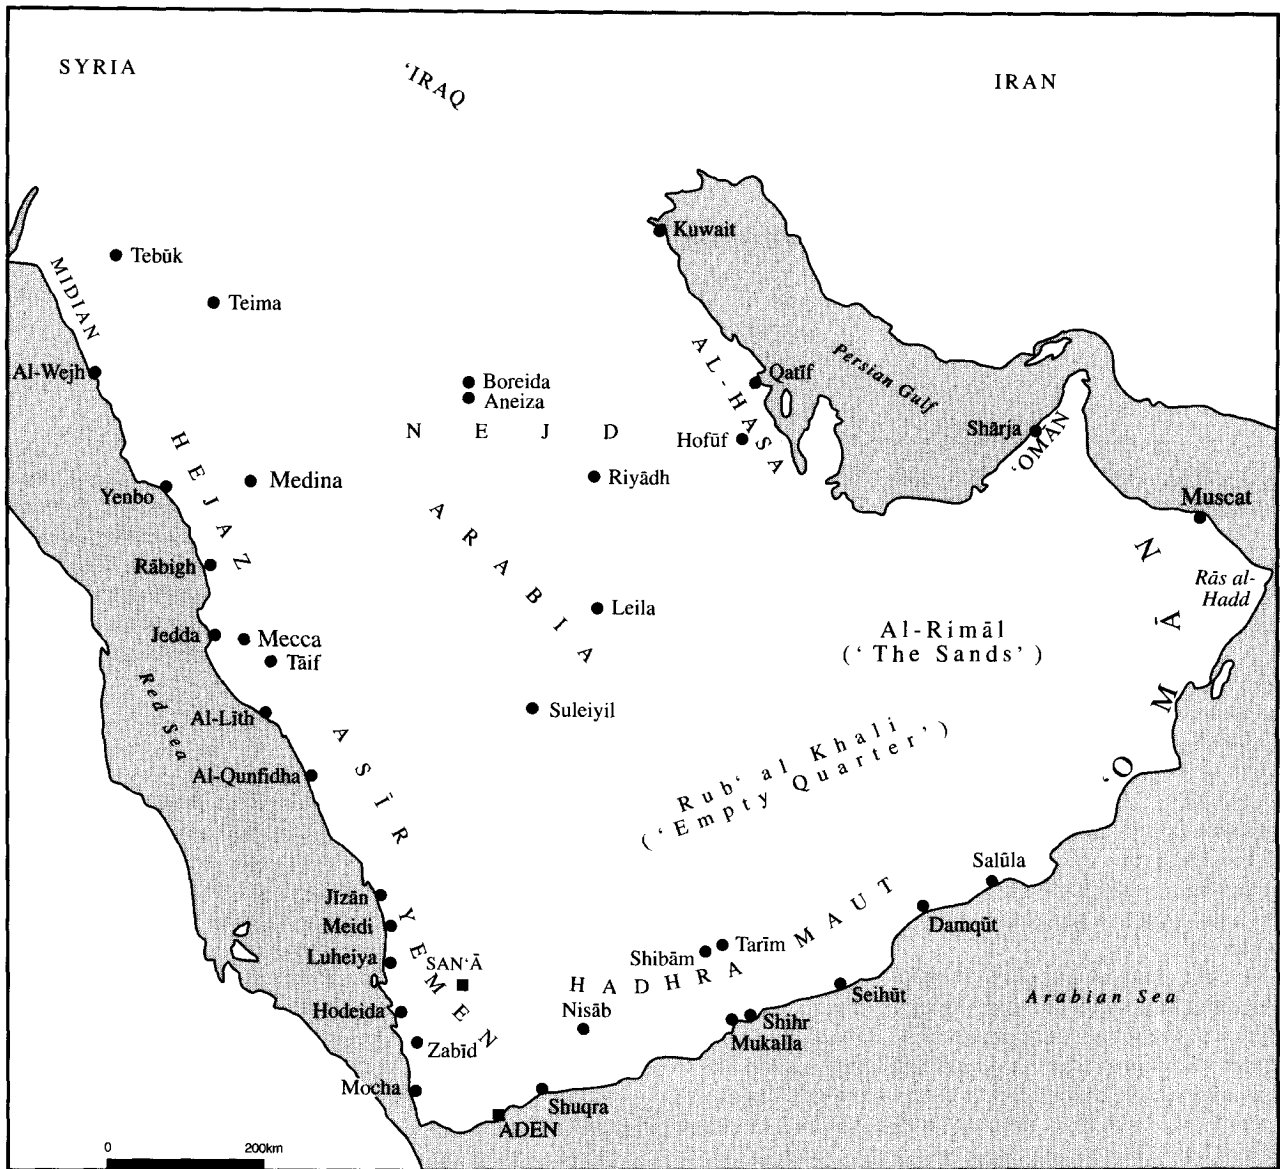 SYRIA
‘IRAQ
IRAN
Kuwait
Tebūk
MIDIAN
Teima
AL-HASA
Persian Gulf
Al-Wejh
Boreida
Qatīf
Aneiza
NEJD
Hofūf
Shārja
‘OMĀN
HEJAZ
Medina
Riyādh
Yenbo
Muscat
ARABIA
Rābigh
Rās al-
Hadd
Leila
Jedda
Mecca
Al-Rimāl
(‘The Sands’)
‘OMĀN
Tāif
Red Sea
Al-Līth
Suleiyil
ASĪR
Rub‘ al Khali
(‘Empty Quarter’)
Al-Qunfidha
Salūla
Jīzān
YEMEN
Damqūt
Meidi
HADHRAMAUT
Tarīm
Shibām
Luheiya
SAN‘Ā
Seihūt
Arabian Sea
Hodeida
Nisāb
Shihr
Mukalla
Zabīd
Mocha
Shuqra
ADEN
0 200km